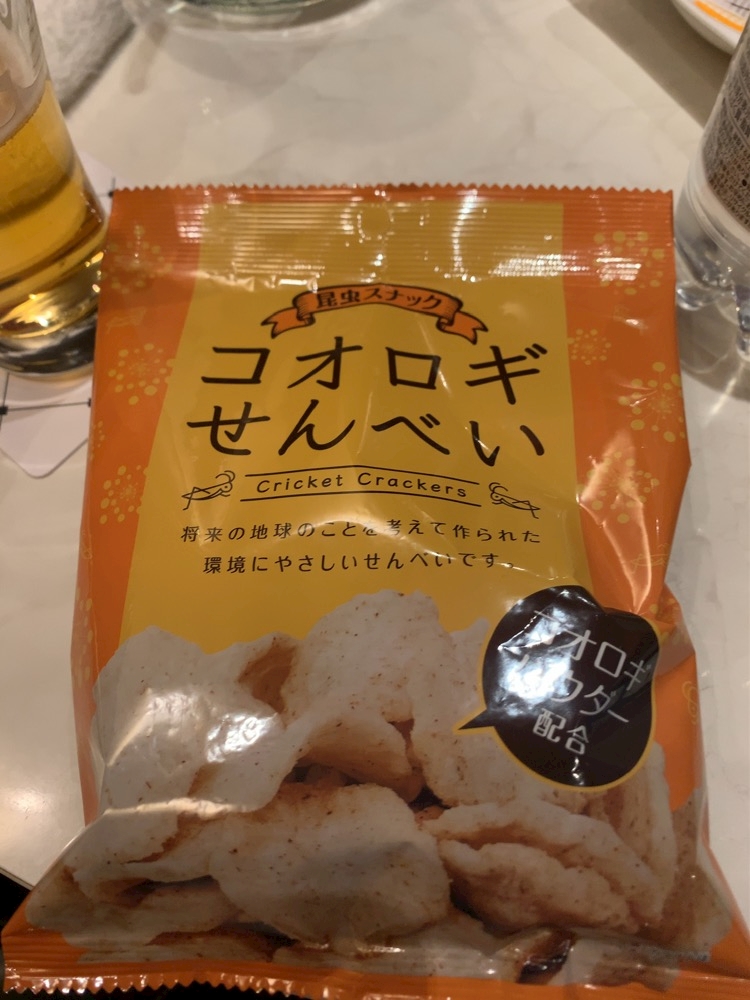 昆虫スナック
コオロギ
せんべい
Cricket Crackers
将来の地球のことを考えて作られた
環境にやさしいせんべいです。
コオロギ
パウダー
配合